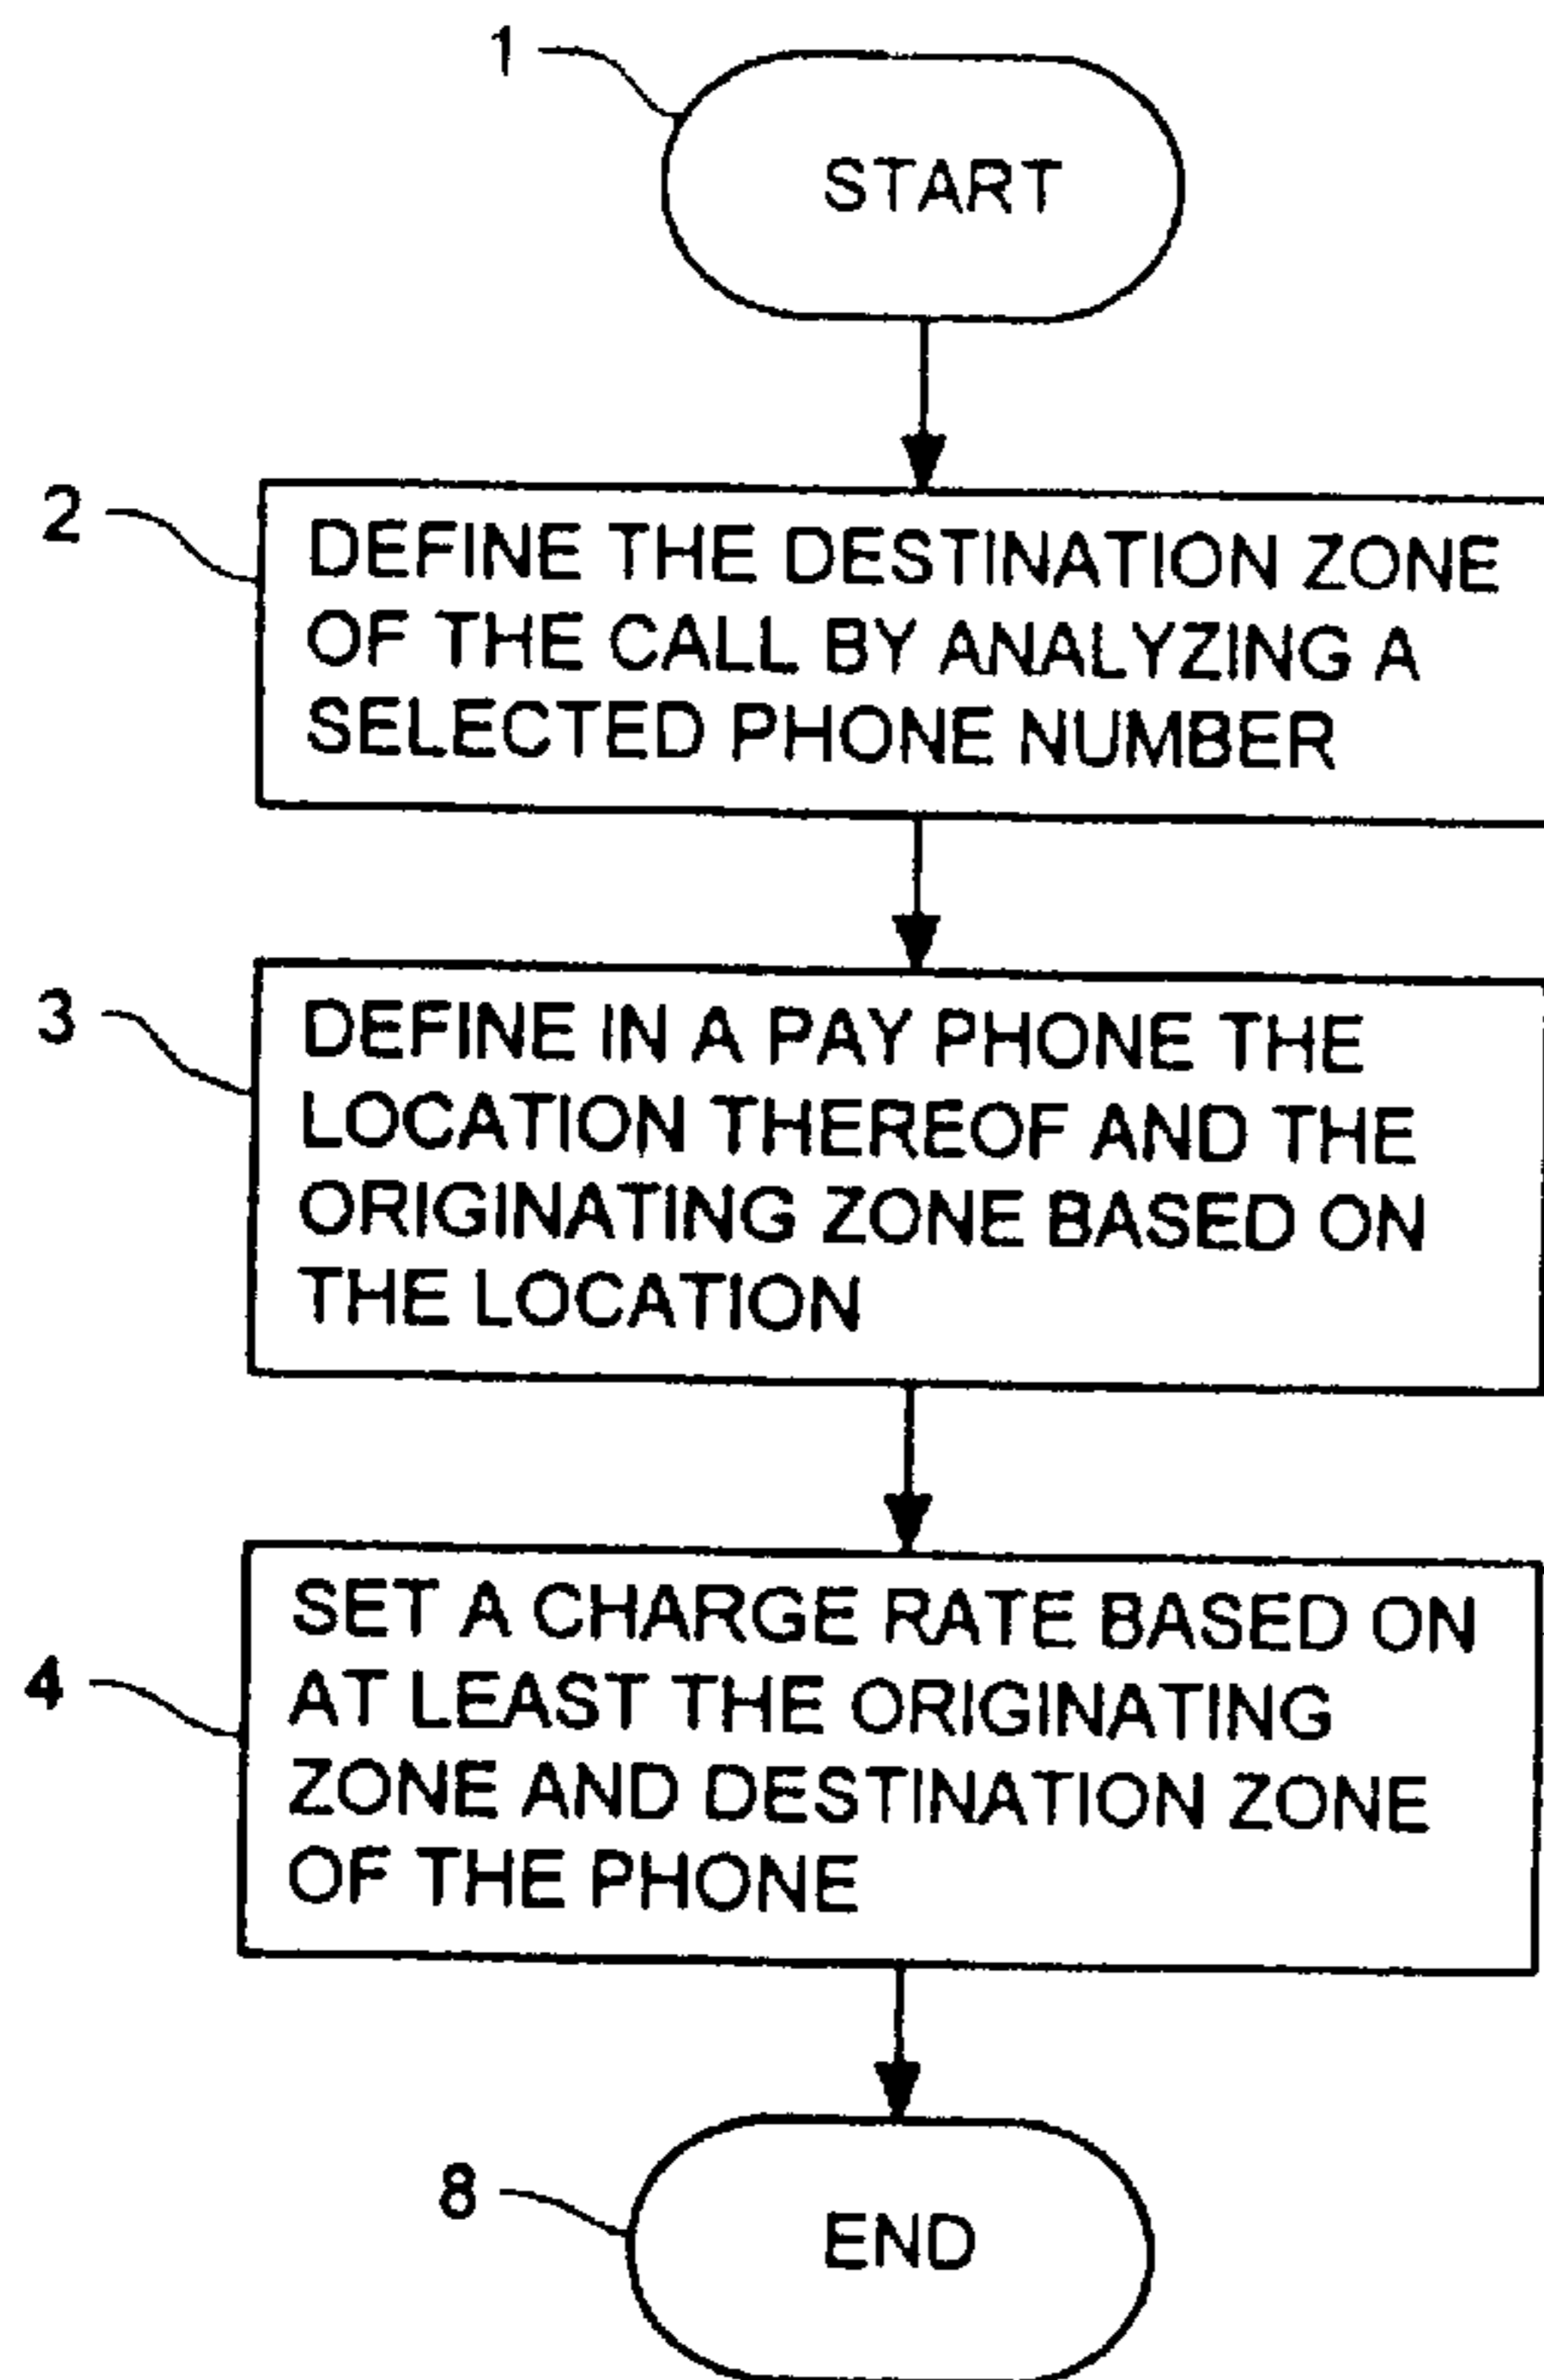 1
START
2
DEFINE THE DESTINATION ZONE
OF THE CALL BY ANALYZING A
SELECTED PHONE NUMBER
3
DEFINE IN A PAY PHONE THE
LOCATION THEREOF AND THE
ORIGINATING ZONE BASED ON
THE LOCATION
4
SET A CHARGE RATE BASED ON
AT LEAST THE ORIGINATING
ZONE AND DESTINATION ZONE
OF THE PHONE
8
END